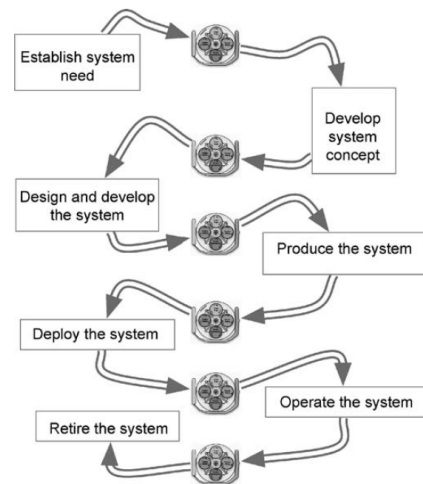 Establish system
need
Develop
system
concept
Design and develop
the system
Produce the system
Deploy the system
Operate the system
Retire the system